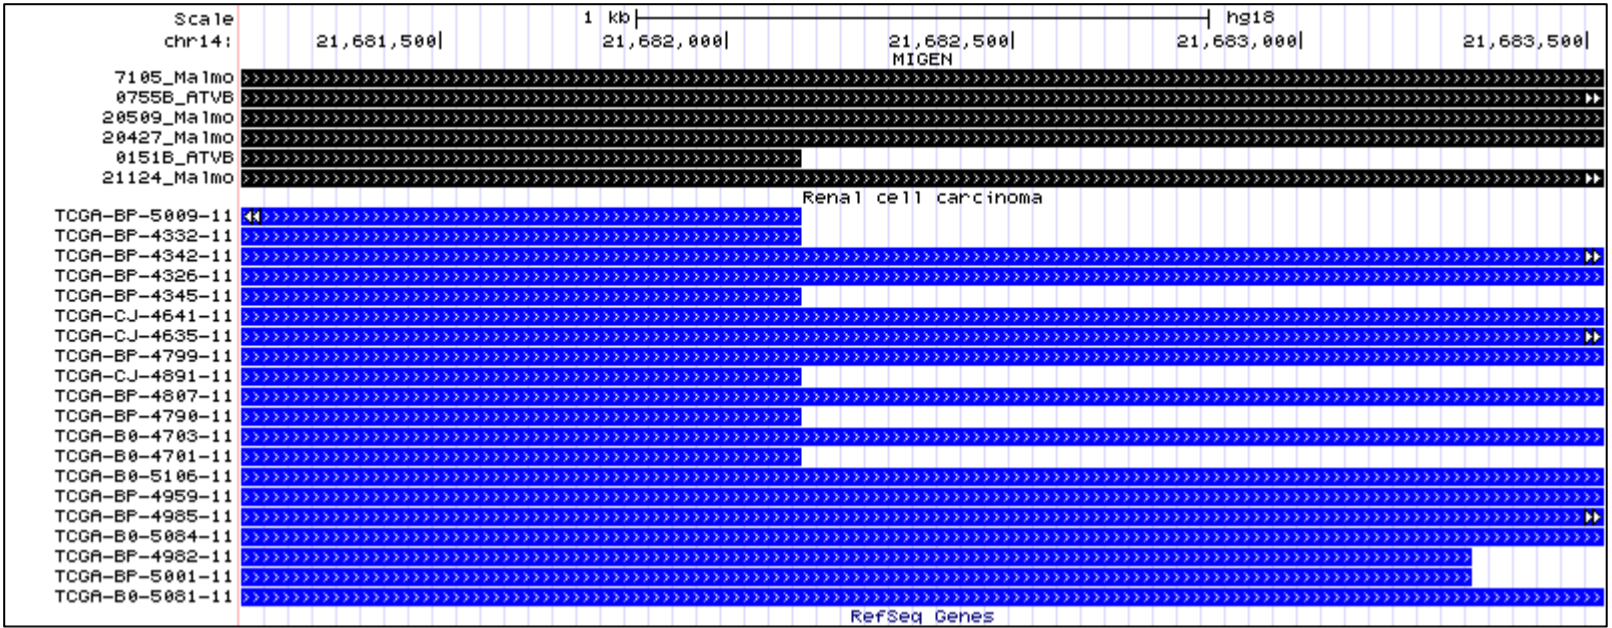 Scale 1 kb hg18
chr14: 21,681,500 21,682,000 21,682,500 21,683,000 21,683,500
MIGEN
7105_Malmo
0755B_ATVB
20509_Malmo
20427_Malmo
0151B_ATVB
21124_Malmo
Renal cell carcinoma
TCGA-BP-5009-11
TCGA-BP-4332-11
TCGA-BP-4342-11
TCGA-BP-4326-11
TCGA-BP-4345-11
TCGA-CJ-4641-11
TCGA-CJ-4635-11
TCGA-BP-4799-11
TCGA-CJ-4891-11
TCGA-BP-4807-11
TCGA-BP-4790-11
TCGA-B0-4703-11
TCGA-B0-4701-11
TCGA-B0-5106-11
TCGA-BP-4959-11
TCGA-BP-4985-11
TCGA-B0-5084-11
TCGA-BP-4982-11
TCGA-BP-5001-11
TCGA-B0-5081-11
RefSeq Genes